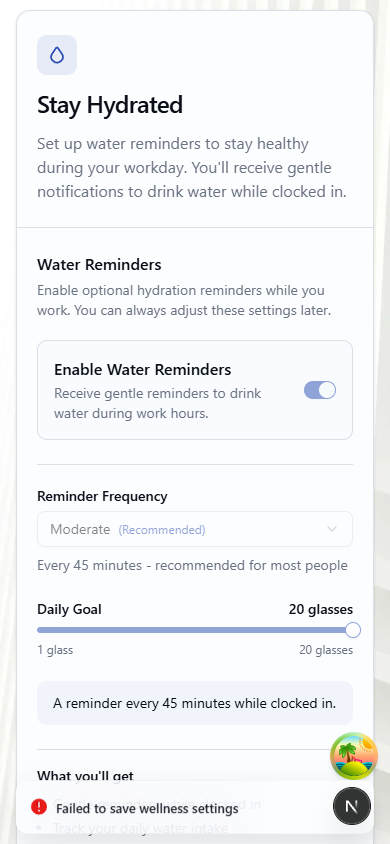 Stay Hydrated
Set up water reminders to stay healthy
during your workday. You'll receive gentle
notifications to drink water while clocked in.
Water Reminders
Enable optional hydration reminders while you
work. You can always adjust these settings later.
Enable Water Reminders
Receive gentle reminders to drink
water during work hours.
Reminder Frequency
Moderate (Recommended)
Every 45 minutes - recommended for most people
Daily Goal 20 glasses
1 glass 20 glasses
A reminder every 45 minutes while clocked in.
What you'll get
Failed to save wellness settings
N
Track your daily water intake